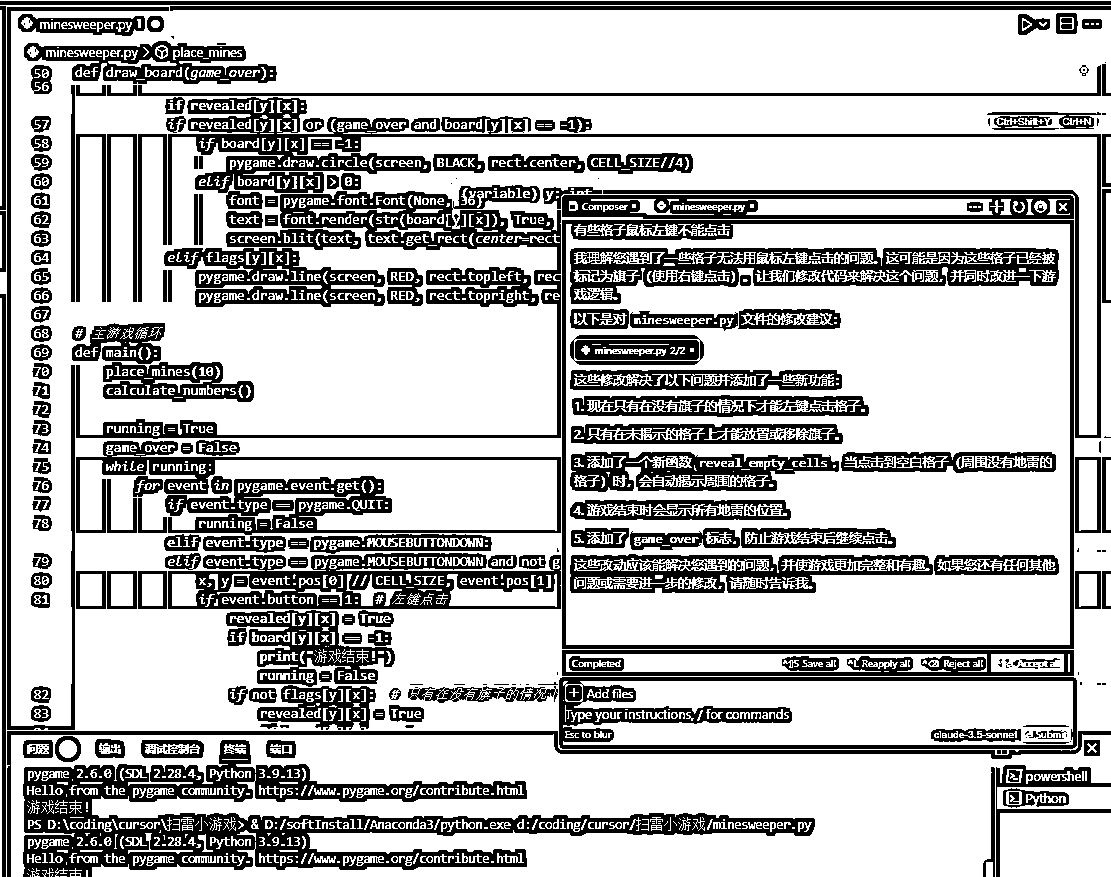 minesweeper.py 1
minesweeper.py > place_mines
50 def draw_board(game_over):
56
if revealed[y][x]:
57 if revealed[y][x] or (game_over and board[y][x] == -1):
Ctrl+Shift+Y Ctrl+N
58 if board[y][x] == -1:
59 pygame.draw.circle(screen, BLACK, rect.center, CELL_SIZE//4)
60 elif board[y][x] > 0:
(variable) y: int
61 font = pygame.font.Font(None, 36)
62 text = font.render(str(board[y][x]), True,
63 screen.blit(text, text.get_rect(center=rect
64 elif flags[y][x]:
65 pygame.draw.line(screen, RED, rect.topleft, rec
66 pygame.draw.line(screen, RED, rect.topright, re
67
68 # 主游戏循环
69 def main():
70 place_mines(10)
71 calculate_numbers()
72
73 running = True
74 game_over = False
75 while running:
76 for event in pygame.event.get():
77 if event.type == pygame.QUIT:
78 running = False
elif event.type == pygame.MOUSEBUTTONDOWN:
79 elif event.type == pygame.MOUSEBUTTONDOWN and not g
80 x, y = event.pos[0] // CELL_SIZE, event.pos[1]
81 if event.button == 1: # 左键点击
revealed[y][x] = True
if board[y][x] == -1:
print("游戏结束!")
running = False
82 if not flags[y][x]: # 只有在没有旗子的情况
83 revealed[y][x] = True
Composer minesweeper.py
有些格子鼠标左键不能点击
我理解您遇到了一些格子无法用鼠标左键点击的问题。这可能是因为这些格子已经被
标记为旗子（使用右键点击）。让我们修改代码来解决这个问题，并同时改进一下游
戏逻辑。
以下是对 minesweeper.py 文件的修改建议:
minesweeper.py 2/2
这些修改解决了以下问题并添加了一些新功能:
1. 现在只有在没有旗子的情况下才能左键点击格子。
2. 只有在未揭示的格子上才能放置或移除旗子。
3. 添加了一个新函数 reveal_empty_cells，当点击到空白格子（周围没有地雷的
格子）时，会自动揭示周围的格子。
4. 游戏结束时会显示所有地雷的位置。
5. 添加了 game_over 标志，防止游戏结束后继续点击。
这些改动应该能解决您遇到的问题，并使游戏更加完整和有趣。如果您还有任何其他
问题或需要进一步的修改，请随时告诉我。
Completed Save all Reapply all Reject all Accept all
+ Add files
Type your instructions, / for commands
Esc to blur claude-3.5-sonnet submit
问题 输出 调试控制台 终端 端口
pygame 2.6.0 (SDL 2.28.4, Python 3.9.13)
Hello from the pygame community. https://www.pygame.org/contribute.html
游戏结束!
PS D:\coding\cursor\扫雷小游戏> & D:/softInstall/Anaconda3/python.exe d:/coding/cursor/扫雷小游戏/minesweeper.py
pygame 2.6.0 (SDL 2.28.4, Python 3.9.13)
Hello from the pygame community. https://www.pygame.org/contribute.html
游戏结束!
powershell
Python